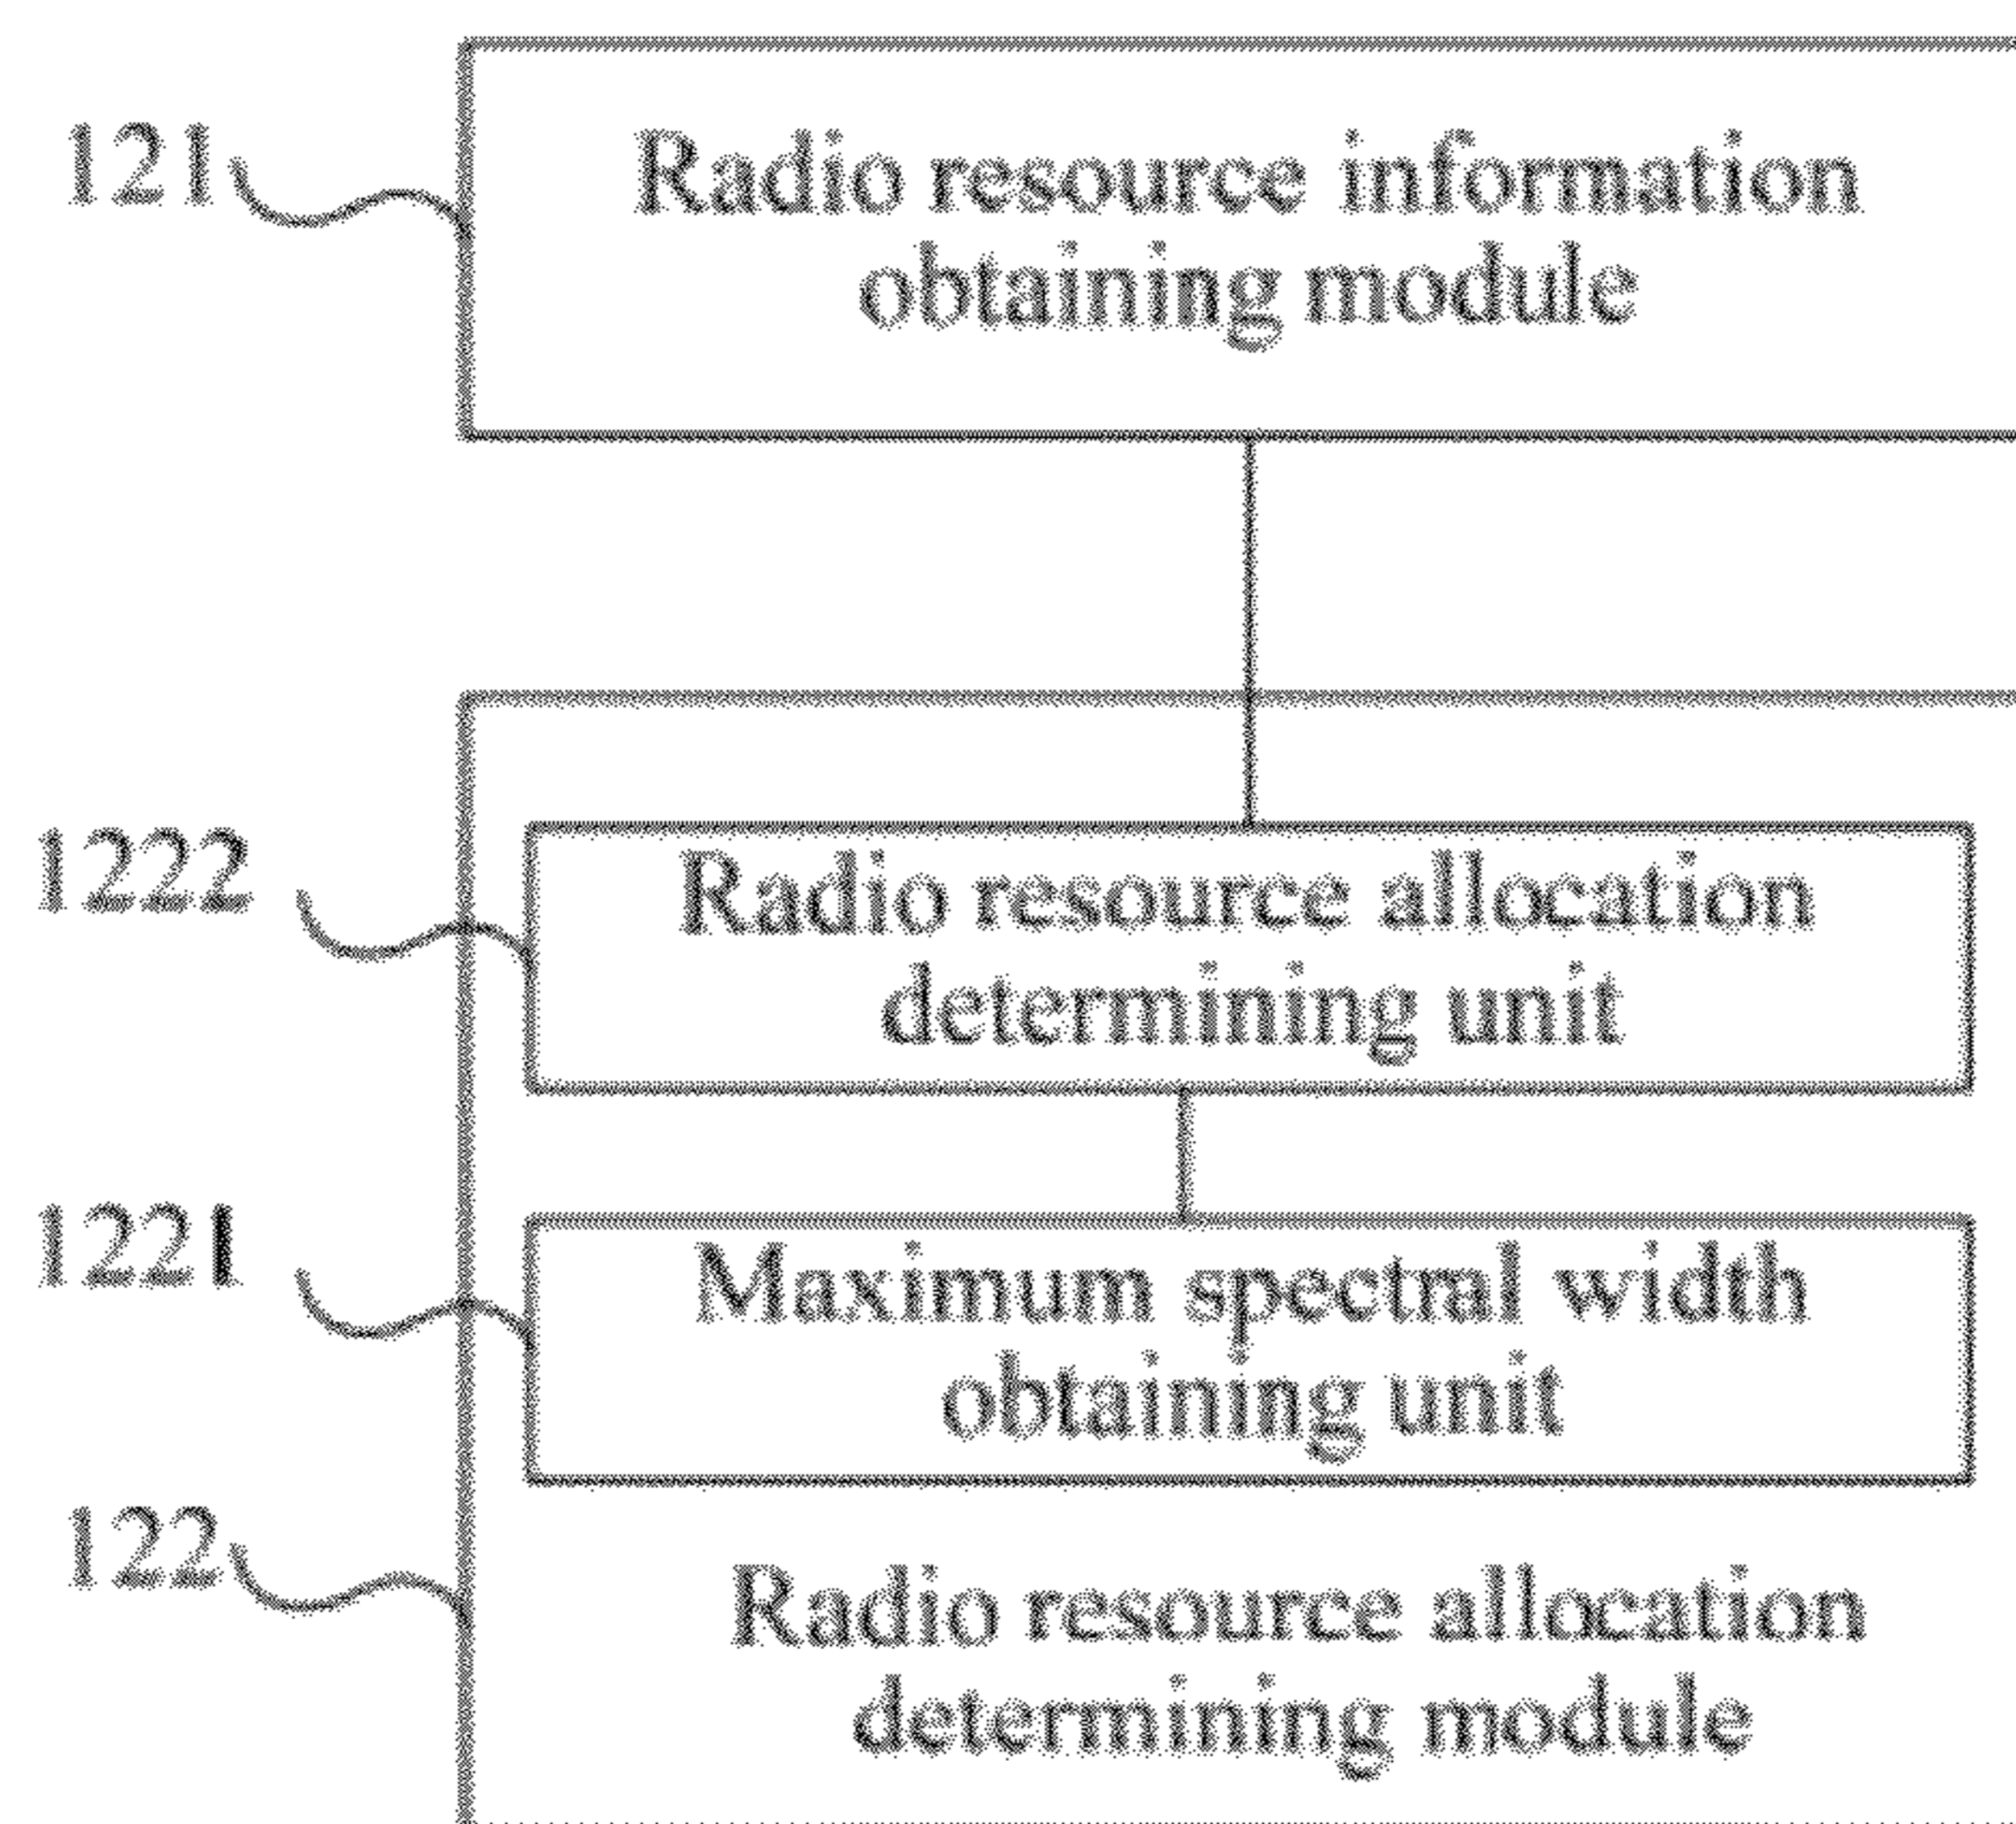 121
Radio resource information
obtaining module
1222
Radio resource allocation
determining unit
1221
Maximum spectral width
obtaining unit
122
Radio resource allocation
determining module